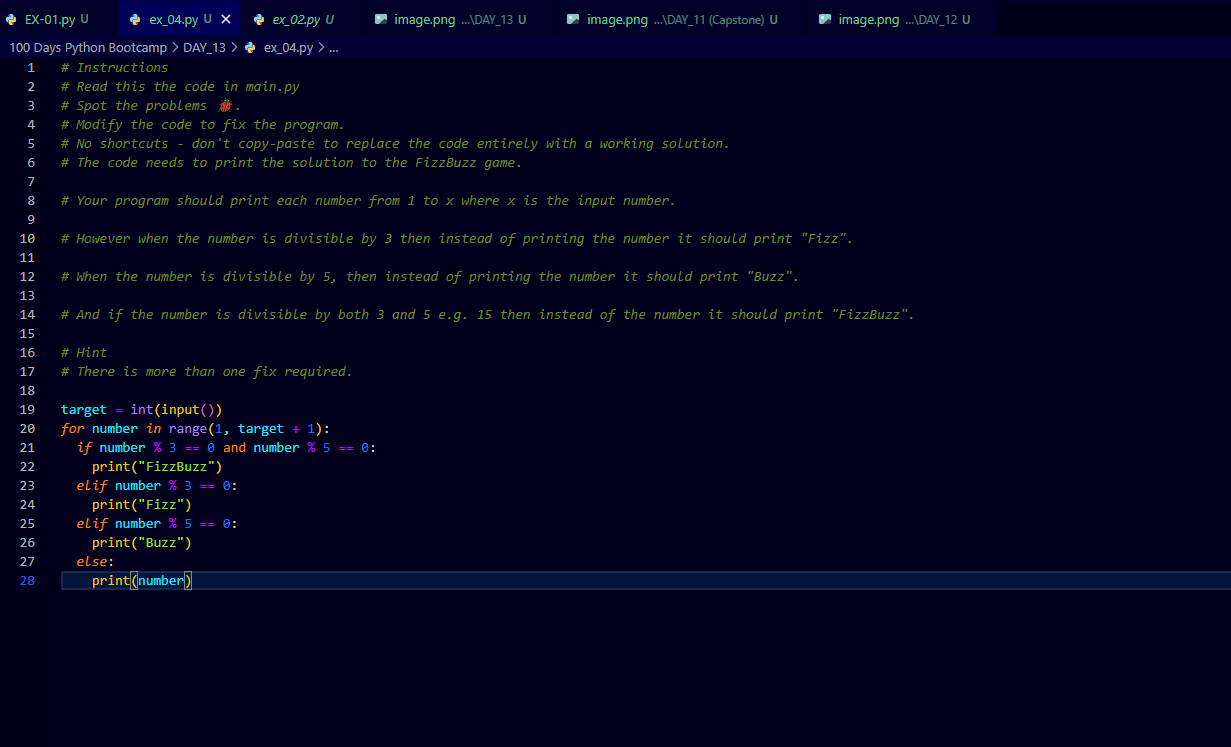 EX-01.py U ex_04.py U ex_02.py U image.png ...\DAY_13 U image.png ...\DAY_11 (Capstone) U image.png ...\DAY_12 U
100 Days Python Bootcamp > DAY_13 > ex_04.py > ...
1 # Instructions
2 # Read this the code in main.py
3 # Spot the problems 🐞.
4 # Modify the code to fix the program.
5 # No shortcuts - don't copy-paste to replace the code entirely with a working solution.
6 # The code needs to print the solution to the FizzBuzz game.
7
8 # Your program should print each number from 1 to x where x is the input number.
9
10 # However when the number is divisible by 3 then instead of printing the number it should print "Fizz".
11
12 # When the number is divisible by 5, then instead of printing the number it should print "Buzz".
13
14 # And if the number is divisible by both 3 and 5 e.g. 15 then instead of the number it should print "FizzBuzz".
15
16 # Hint
17 # There is more than one fix required.
18
19 target = int(input())
20 for number in range(1, target + 1):
21   if number % 3 == 0 and number % 5 == 0:
22     print("FizzBuzz")
23   elif number % 3 == 0:
24     print("Fizz")
25   elif number % 5 == 0:
26     print("Buzz")
27   else:
28     print(number)